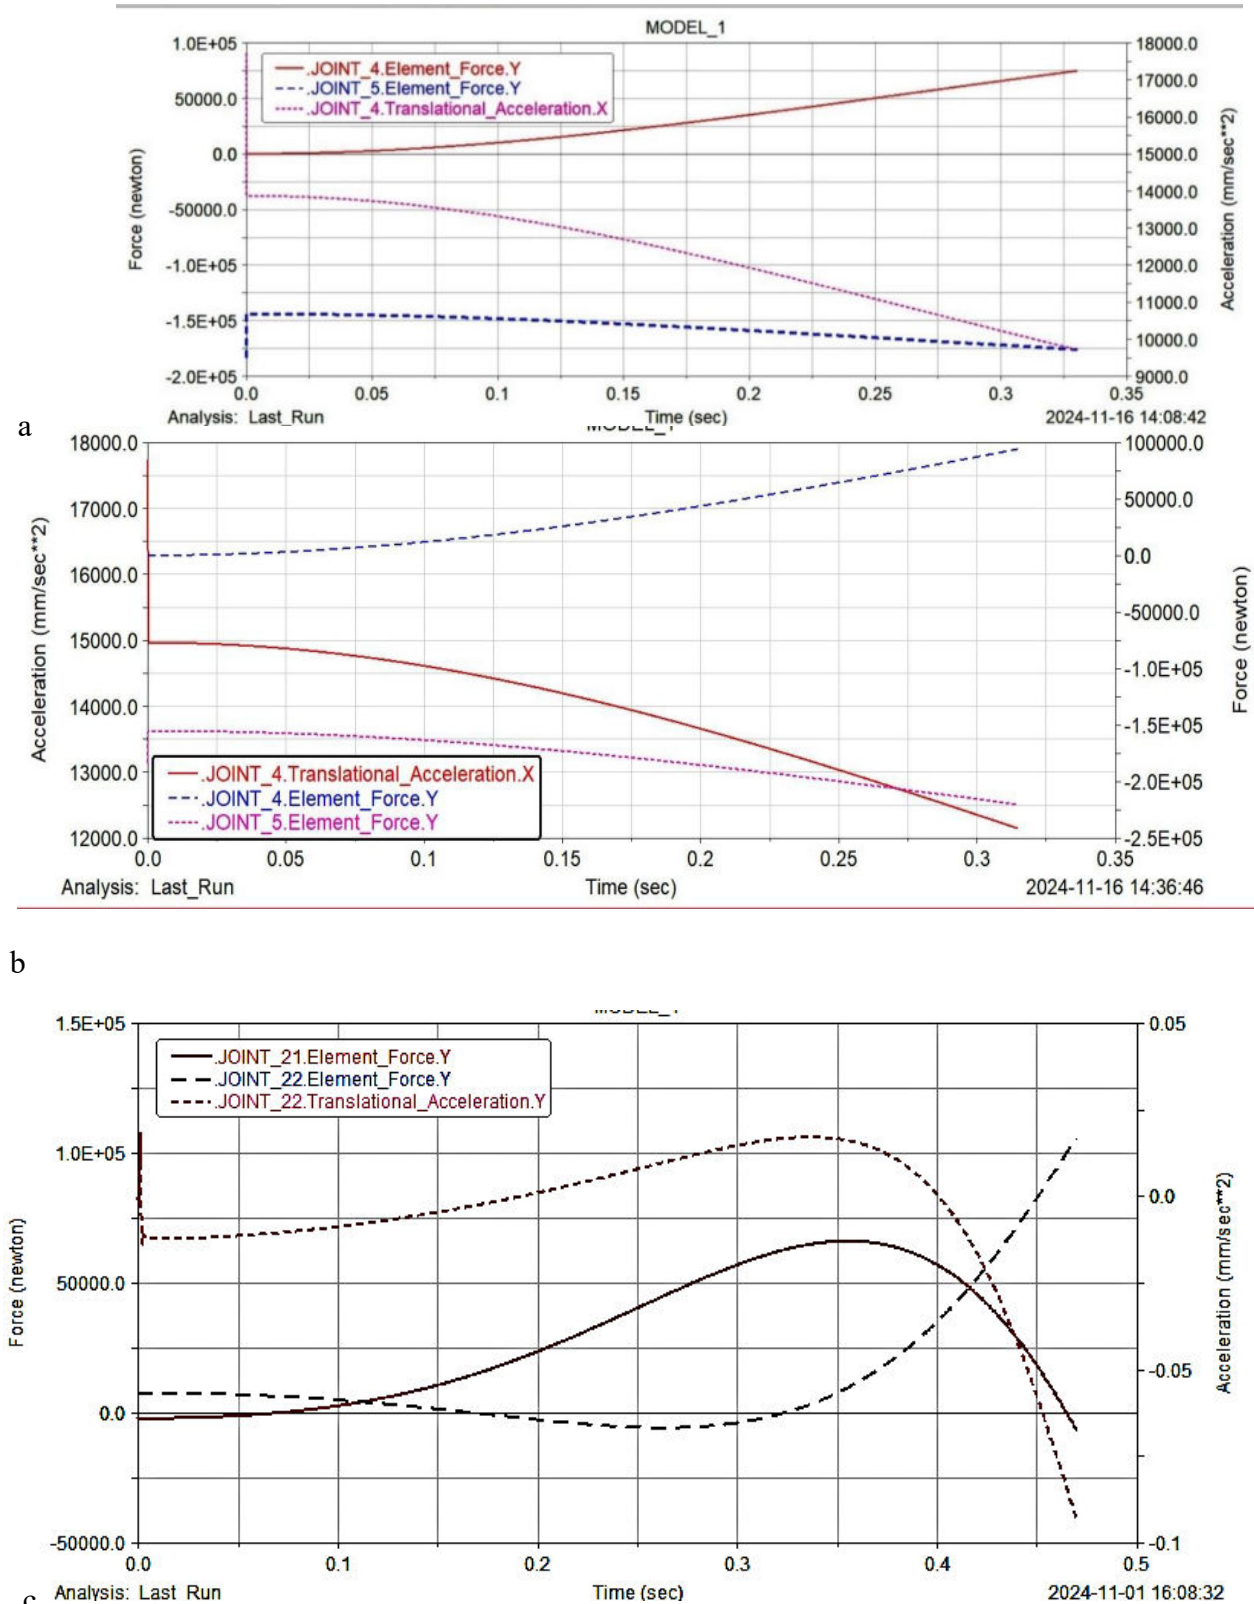 MODEL_1
1.0E+05
50000.0
0.0
-50000.0
-1.0E+05
-1.5E+05
-2.0E+05
Force (newton)
.JOINT_4.Element_Force.Y
.JOINT_5.Element_Force.Y
.JOINT_4.Translational_Acceleration.X
18000.0
17000.0
16000.0
15000.0
14000.0
13000.0
12000.0
11000.0
10000.0
9000.0
Acceleration (mm/sec**2)
0.0 0.05 0.1 0.15 0.2 0.25 0.3 0.35
Analysis: Last_Run Time (sec) 2024-11-16 14:08:42
a
MODEL_1
18000.0
17000.0
16000.0
15000.0
14000.0
13000.0
12000.0
Acceleration (mm/sec**2)
.JOINT_4.Translational_Acceleration.X
.JOINT_4.Element_Force.Y
.JOINT_5.Element_Force.Y
100000.0
50000.0
0.0
-50000.0
-1.0E+05
-1.5E+05
-2.0E+05
-2.5E+05
Force (newton)
0.0 0.05 0.1 0.15 0.2 0.25 0.3 0.35
Analysis: Last_Run Time (sec) 2024-11-16 14:36:46
b
1.5E+05
1.0E+05
50000.0
0.0
-50000.0
Force (newton)
.JOINT_21.Element_Force.Y
.JOINT_22.Element_Force.Y
.JOINT_22.Translational_Acceleration.Y
0.05
0.0
-0.05
-0.1
Acceleration (mm/sec**2)
0.0 0.1 0.2 0.3 0.4 0.5
c Analysis: Last_Run Time (sec) 2024-11-01 16:08:32